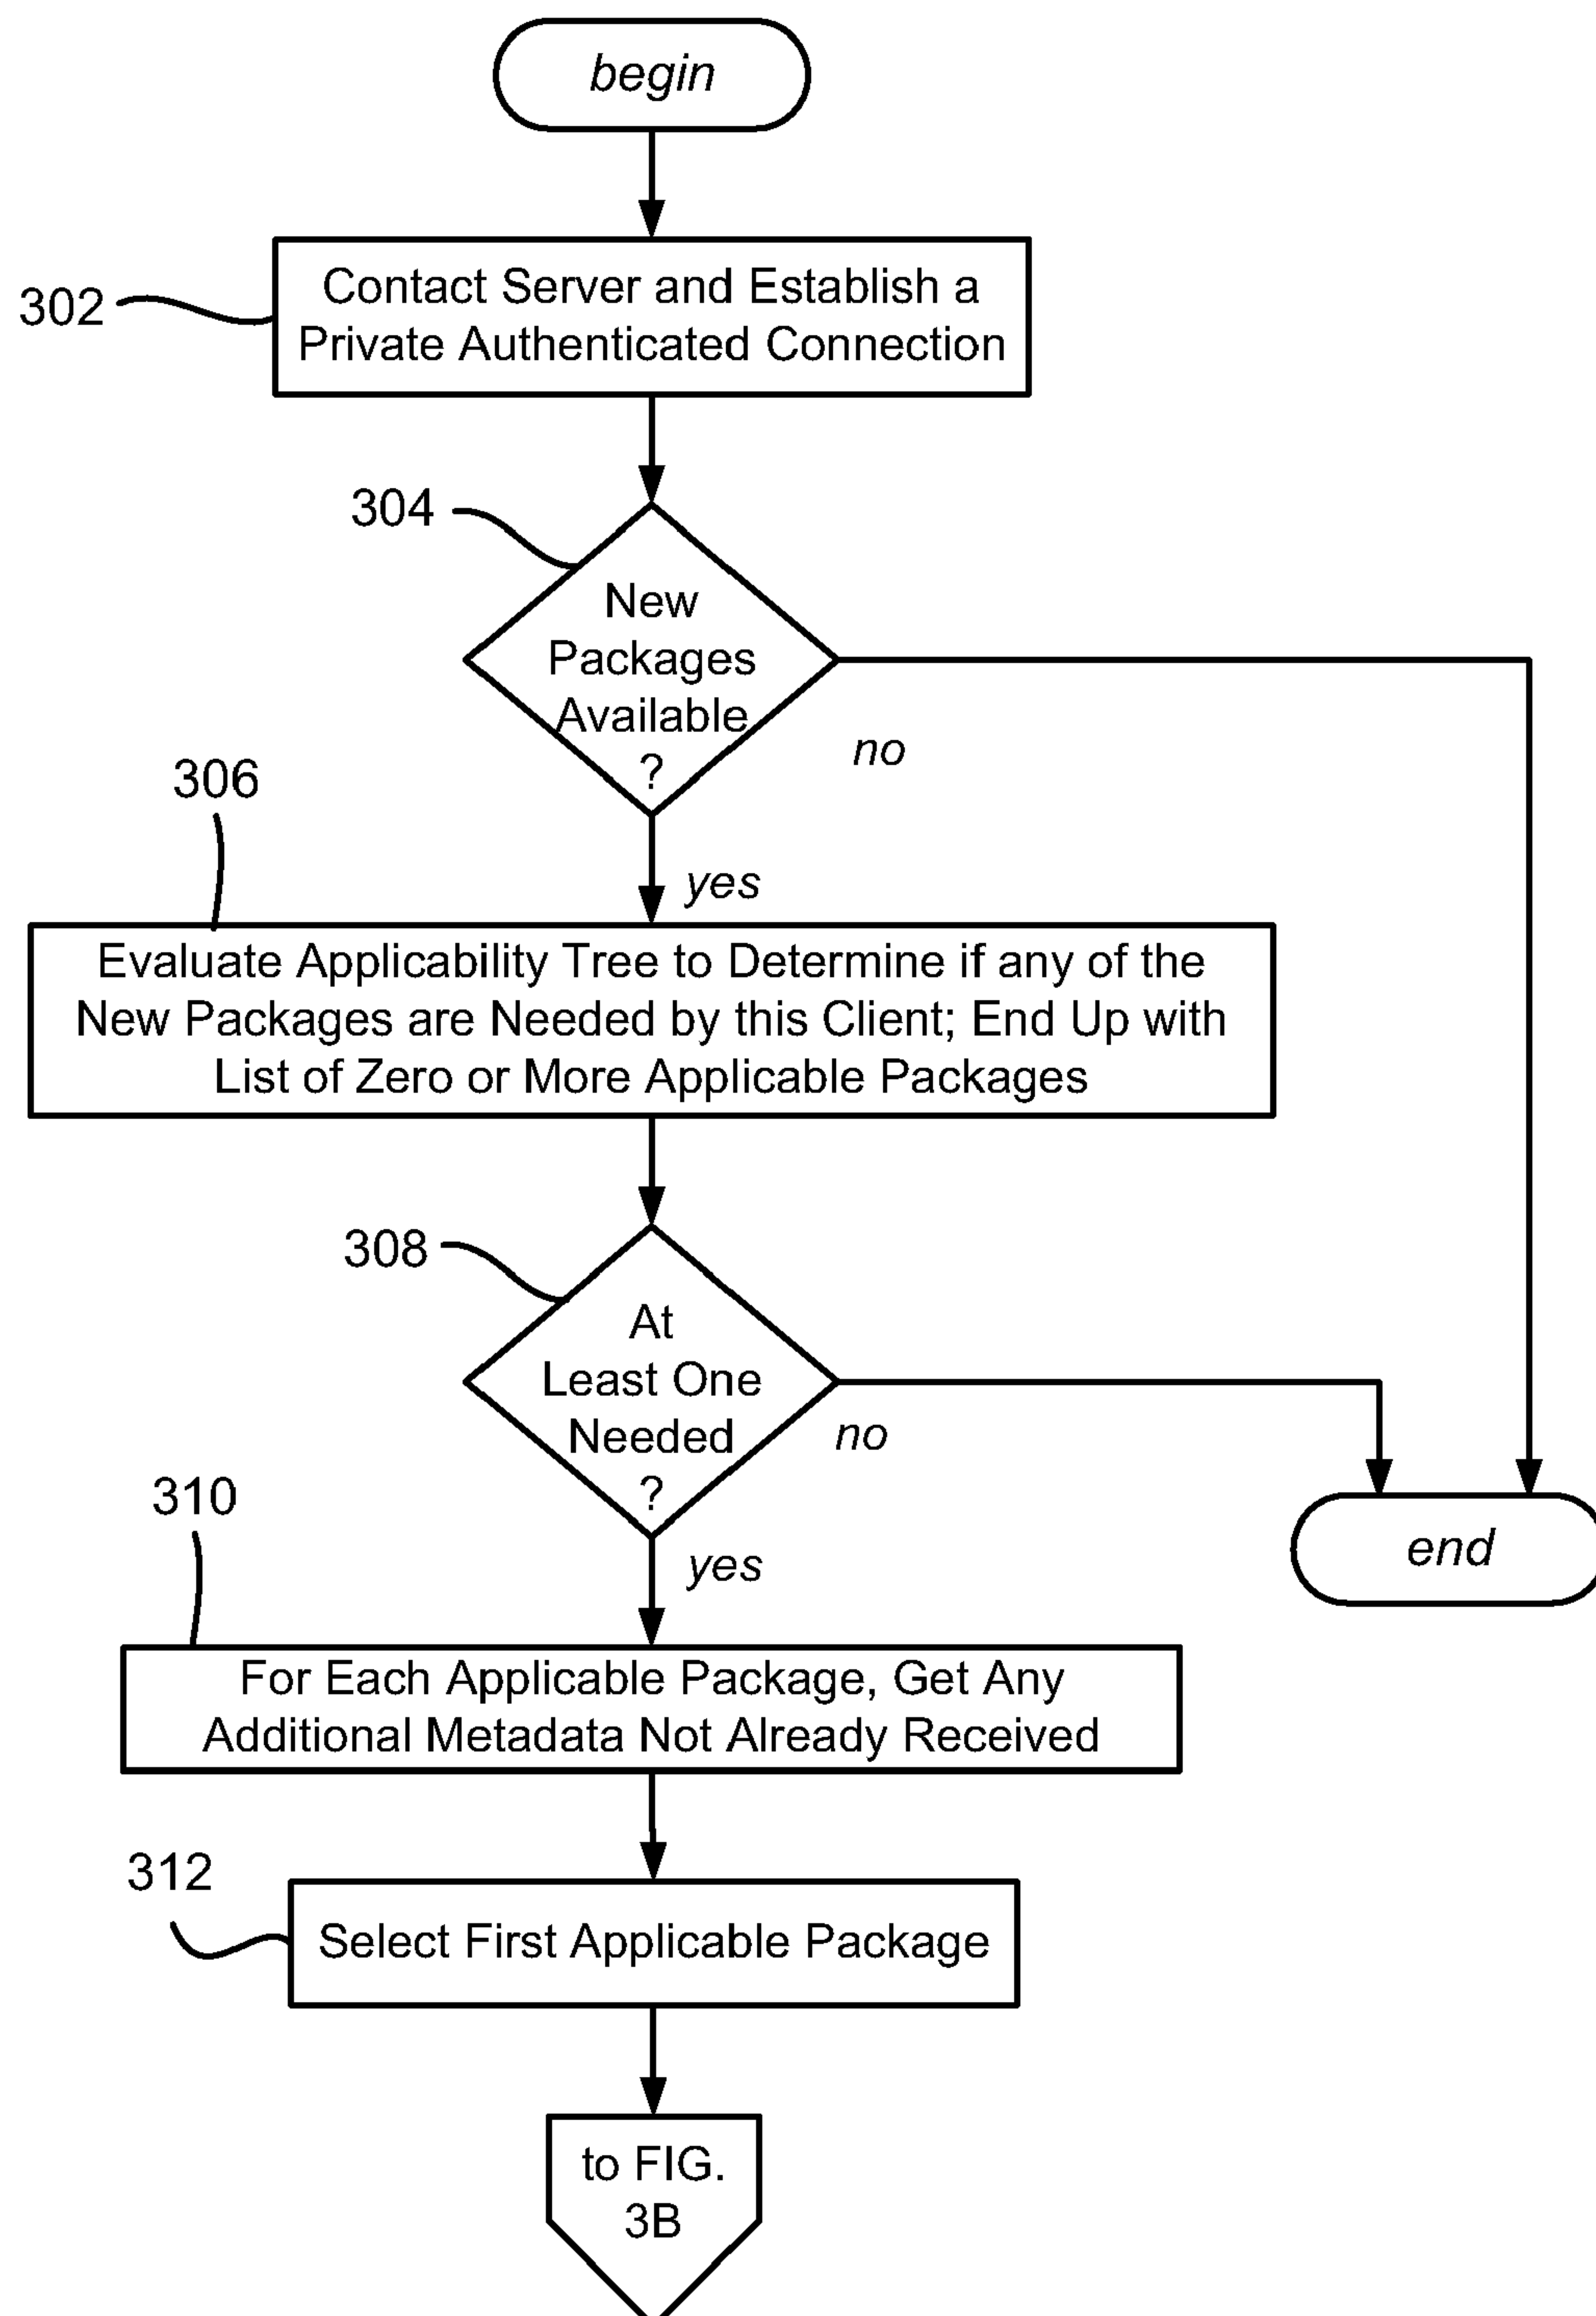 begin
302
Contact Server and Establish a
Private Authenticated Connection
304
New
Packages
Available
?
no
306
yes
Evaluate Applicability Tree to Determine if any of the
New Packages are Needed by this Client; End Up with
List of Zero or More Applicable Packages
308
At
Least One
Needed
?
no
310
yes
end
For Each Applicable Package, Get Any
Additional Metadata Not Already Received
312
Select First Applicable Package
to FIG.
3B